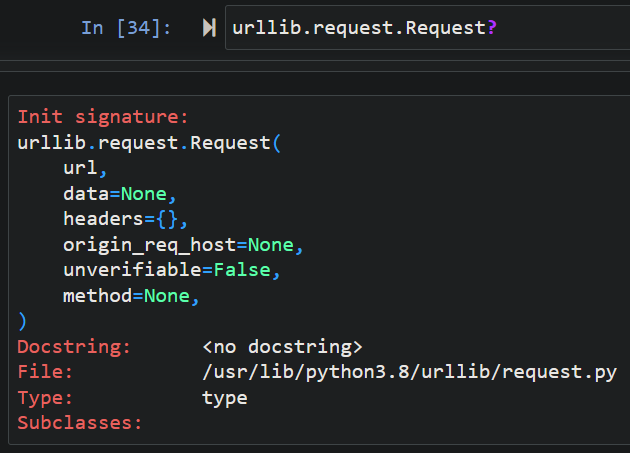 In [34]: urllib.request.Request?
Init signature:
urllib.request.Request(
    url,
    data=None,
    headers={},
    origin_req_host=None,
    unverifiable=False,
    method=None,
)
Docstring:      <no docstring>
File:           /usr/lib/python3.8/urllib/request.py
Type:           type
Subclasses: